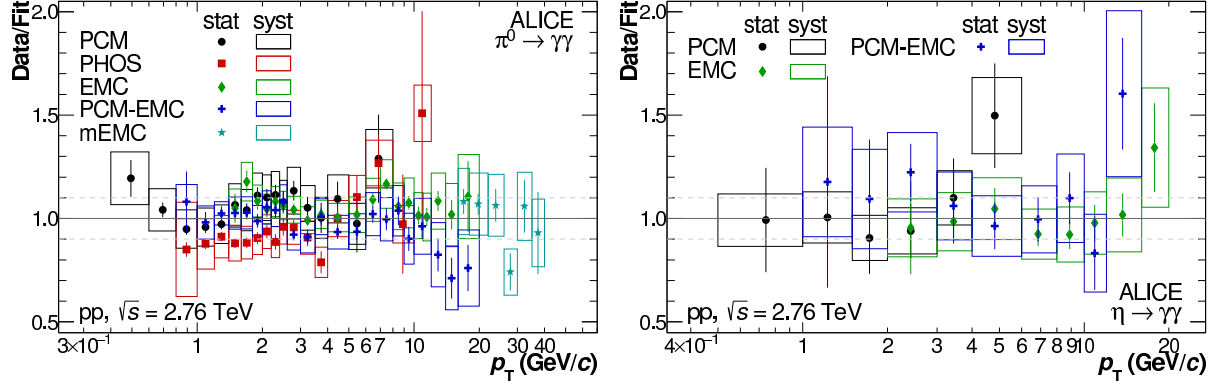 Data/Fit
2.0
1.5
1.0
0.5
stat syst
PCM
PHOS
EMC
PCM-EMC
mEMC
ALICE
π⁰ → γγ
pp, √s = 2.76 TeV
3×10⁻¹ 1 2 3 4 5 6 7 10 20 30 40
p_T (GeV/c)
Data/Fit
2.0
1.5
1.0
0.5
stat syst
PCM
EMC
stat syst
PCM-EMC
pp, √s = 2.76 TeV
ALICE
η → γγ
4×10⁻¹ 1 2 3 4 5 6 7 8 9 10 20
p_T (GeV/c)